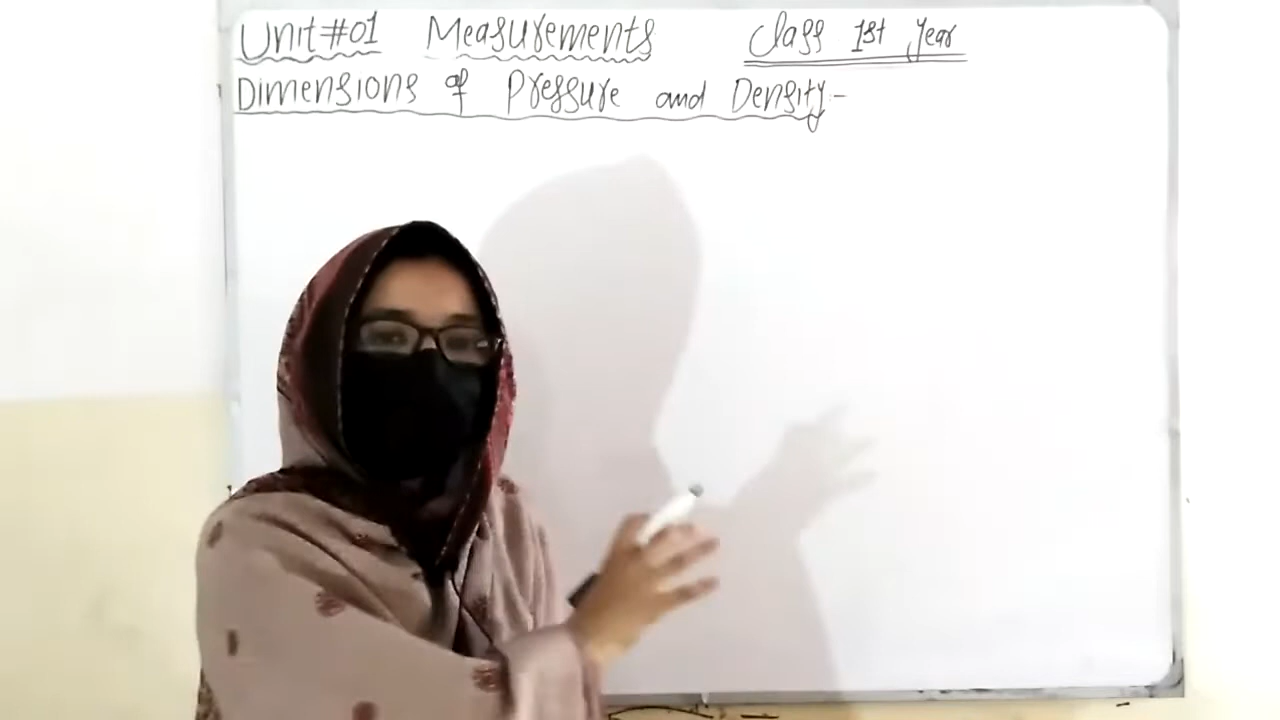 Unit#01 Measurements Class 1st Year
Dimensions of Pressure and Density:-